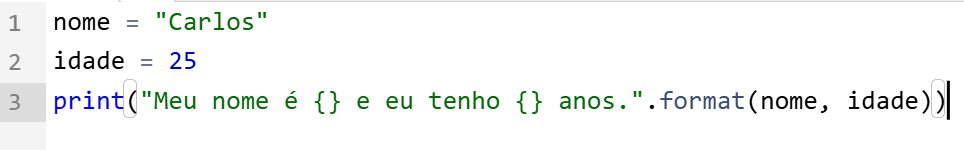 1 nome = "Carlos"
2 idade = 25
3 print("Meu nome é {} e eu tenho {} anos.".format(nome, idade))